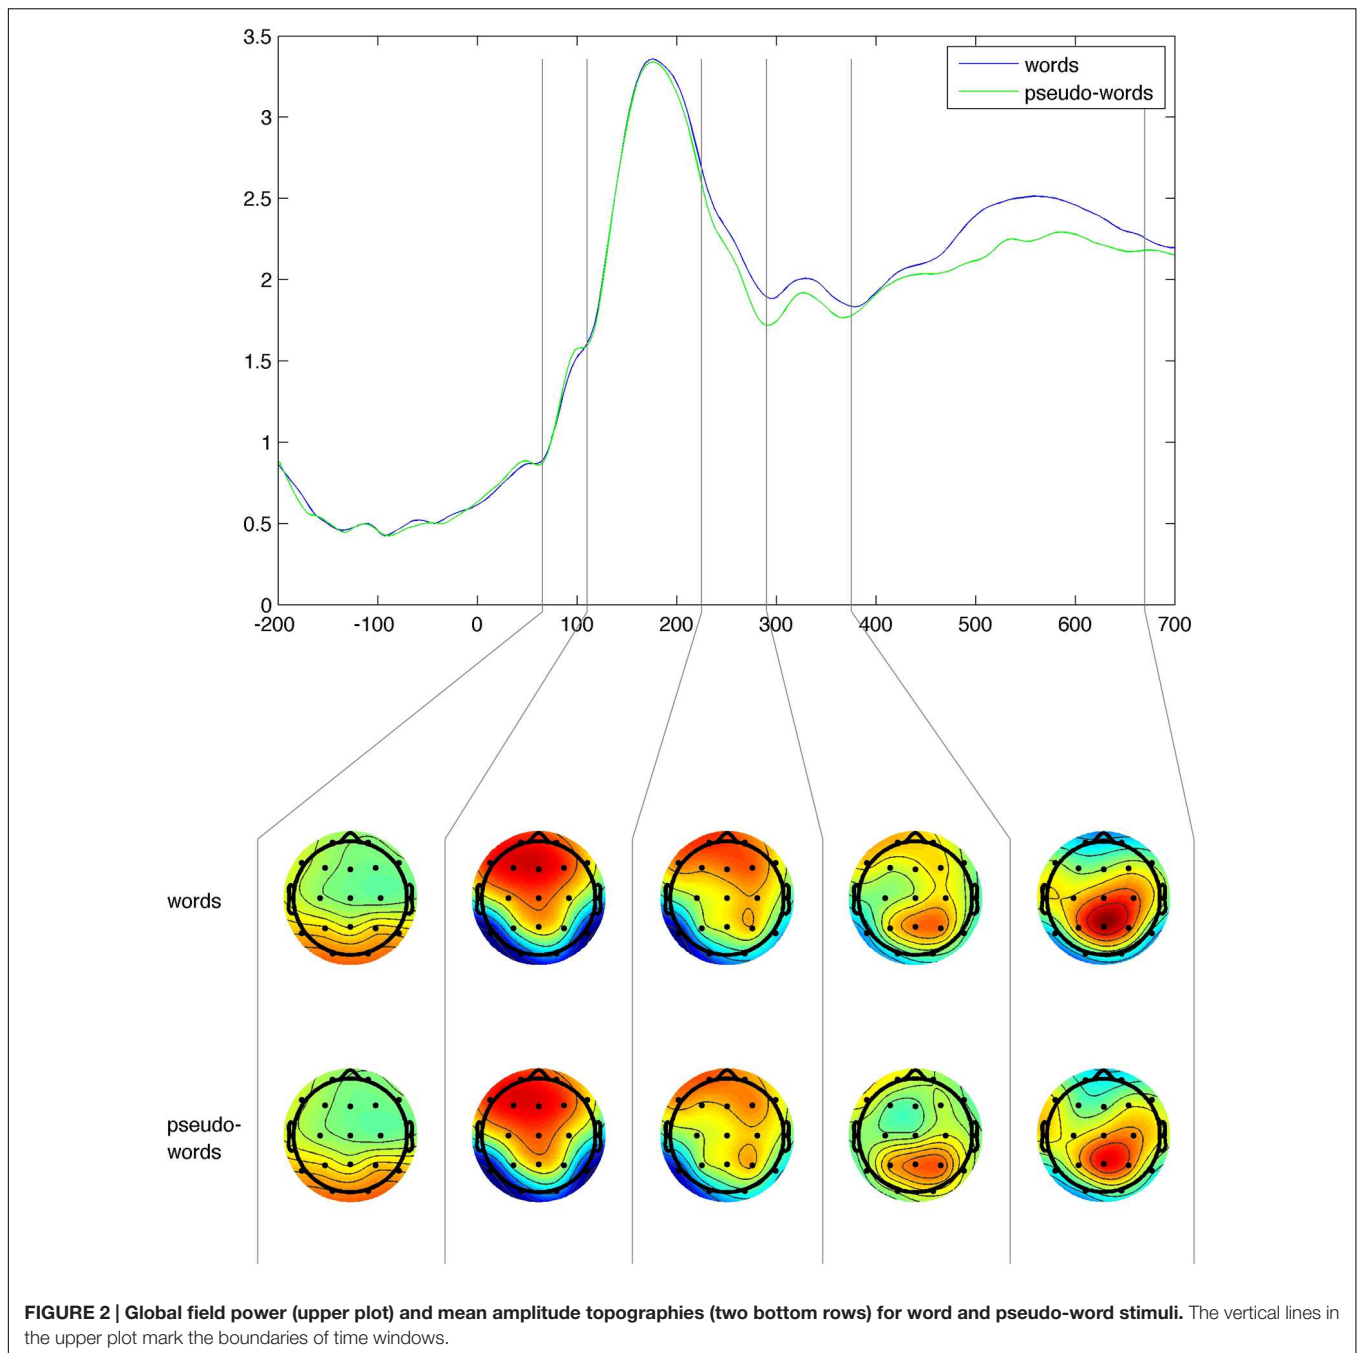 3.5
words
pseudo-words
3
2.5
2
1.5
1
0.5
0
-200 -100 0 100 200 300 400 500 600 700
words
pseudo-
words
FIGURE 2 | Global field power (upper plot) and mean amplitude topographies (two bottom rows) for word and pseudo-word stimuli. The vertical lines in
the upper plot mark the boundaries of time windows.